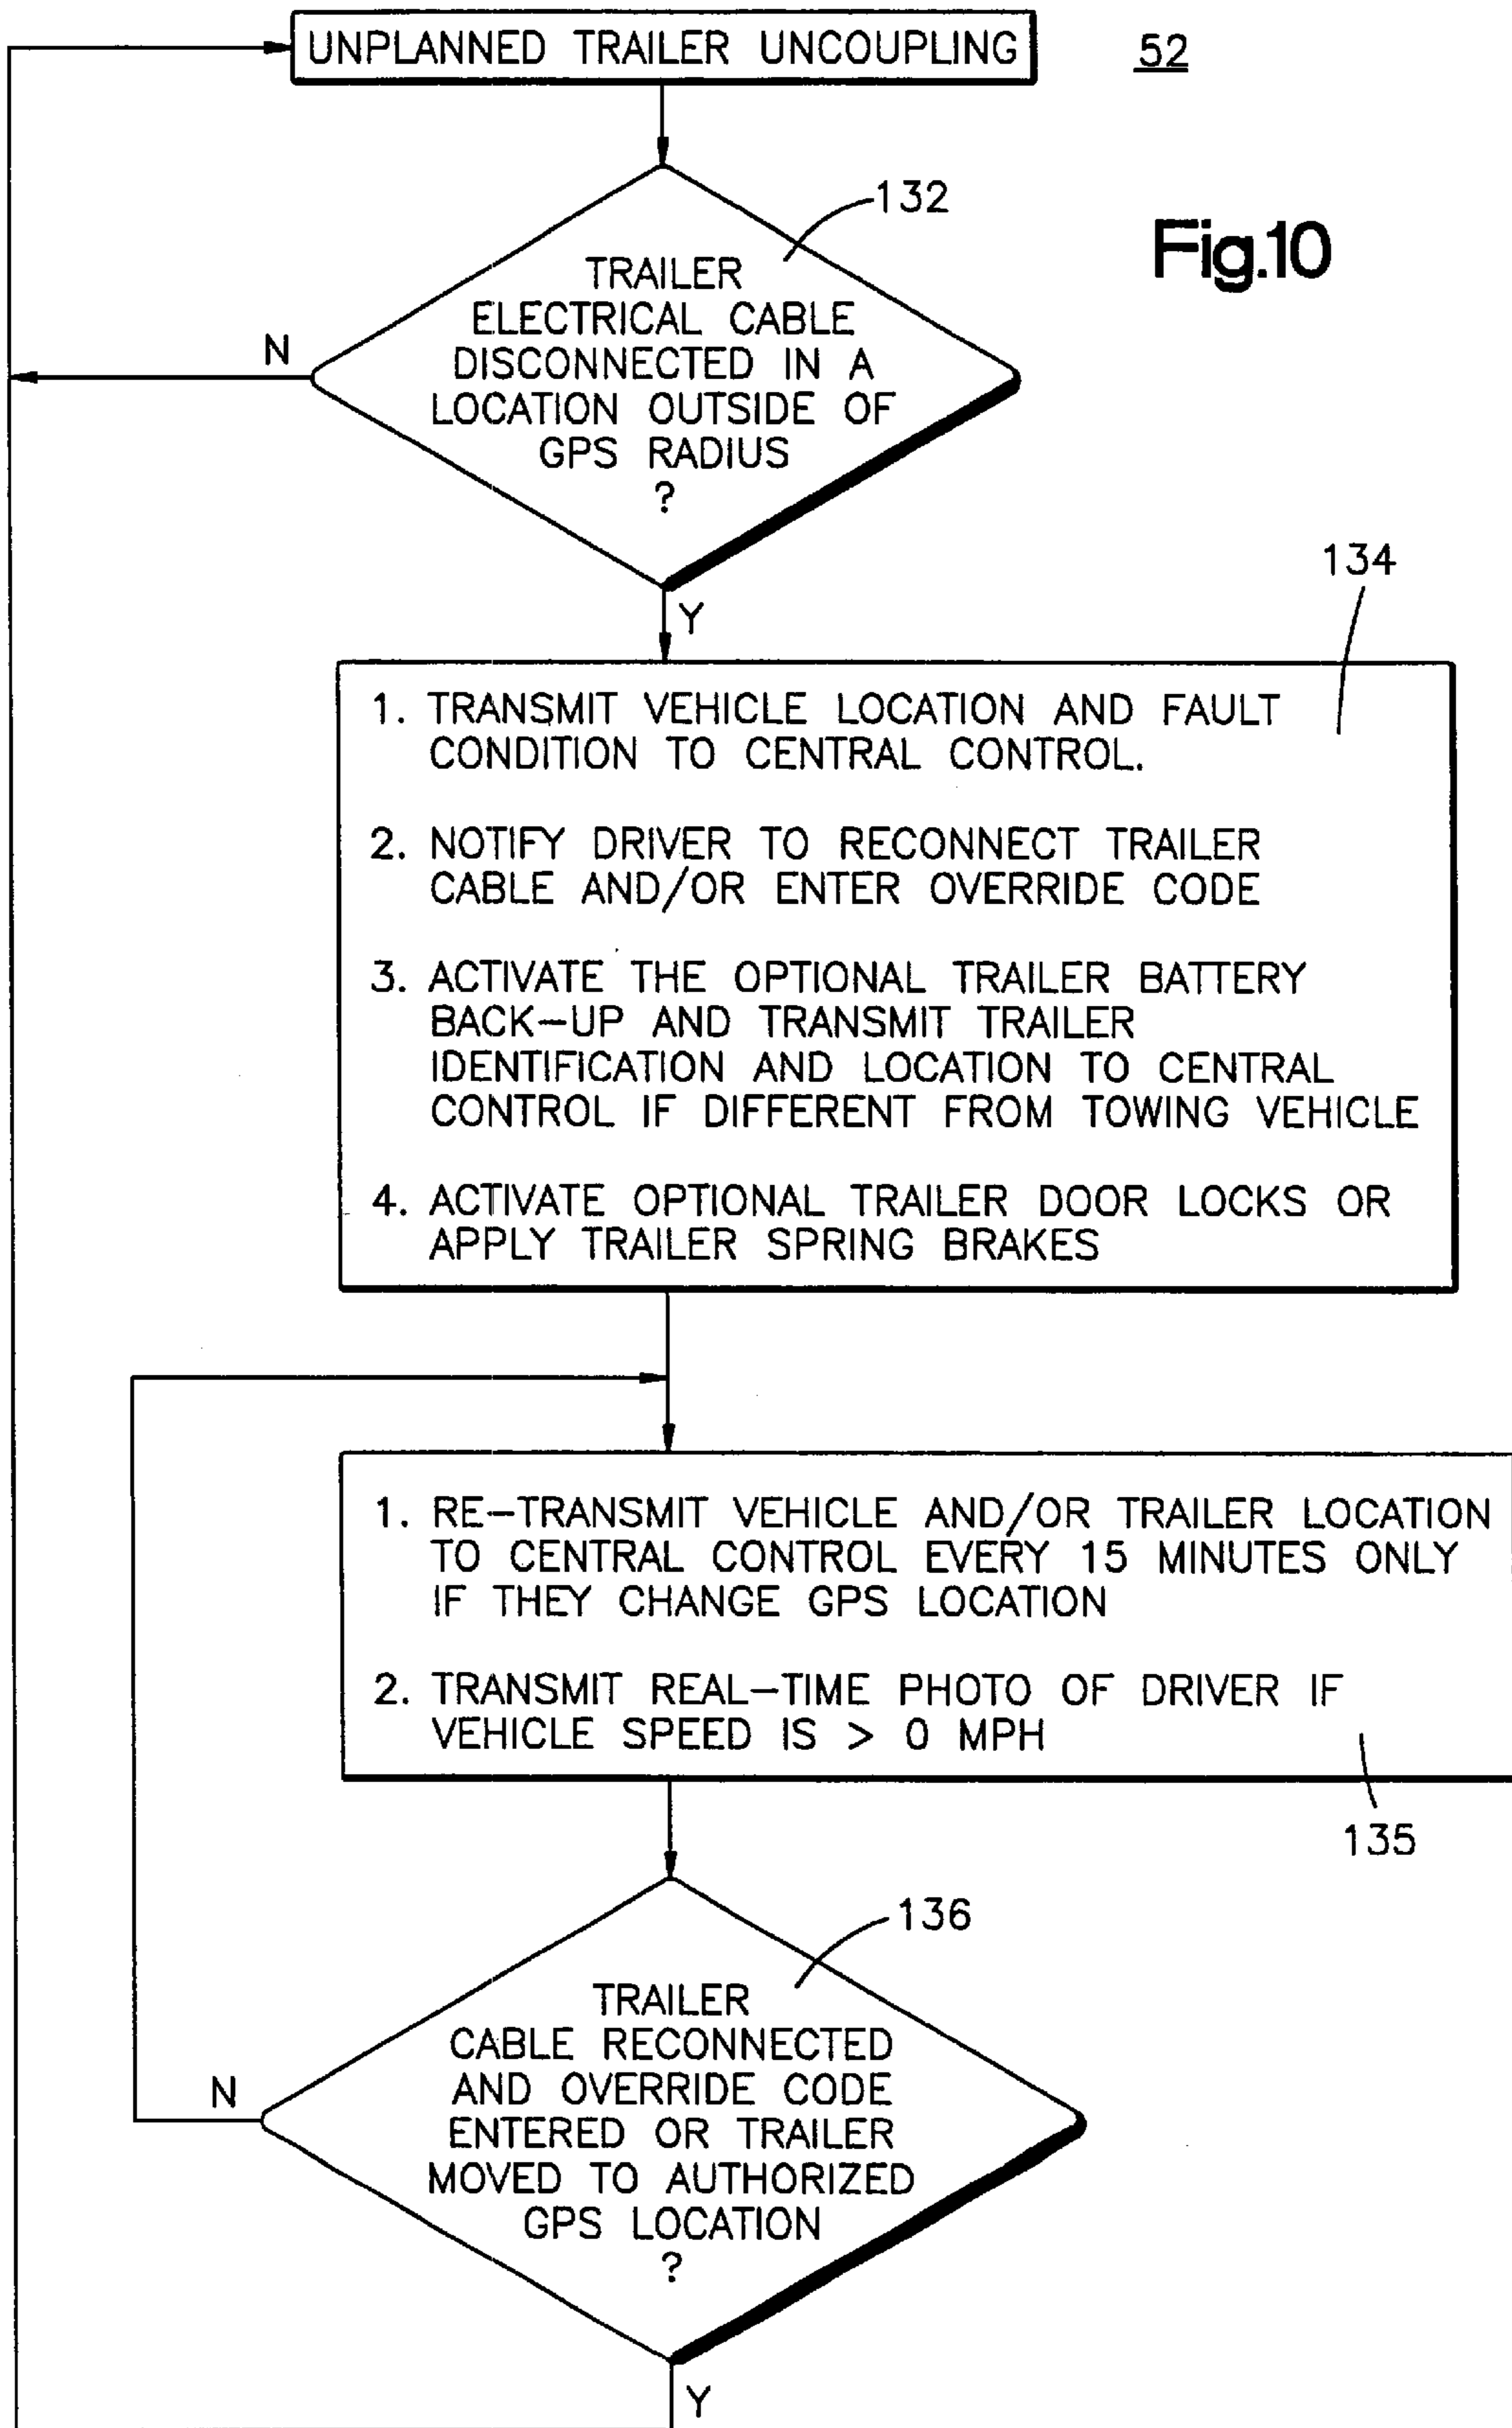 UNPLANNED TRAILER UNCOUPLING
52
132
Fig.10
TRAILER
ELECTRICAL CABLE
DISCONNECTED IN A
LOCATION OUTSIDE OF
GPS RADIUS
?
N
Y
134
1. TRANSMIT VEHICLE LOCATION AND FAULT
CONDITION TO CENTRAL CONTROL.
2. NOTIFY DRIVER TO RECONNECT TRAILER
CABLE AND/OR ENTER OVERRIDE CODE
3. ACTIVATE THE OPTIONAL TRAILER BATTERY
BACK-UP AND TRANSMIT TRAILER
IDENTIFICATION AND LOCATION TO CENTRAL
CONTROL IF DIFFERENT FROM TOWING VEHICLE
4. ACTIVATE OPTIONAL TRAILER DOOR LOCKS OR
APPLY TRAILER SPRING BRAKES
1. RE-TRANSMIT VEHICLE AND/OR TRAILER LOCATION
TO CENTRAL CONTROL EVERY 15 MINUTES ONLY
IF THEY CHANGE GPS LOCATION
2. TRANSMIT REAL-TIME PHOTO OF DRIVER IF
VEHICLE SPEED IS > 0 MPH
135
136
TRAILER
CABLE RECONNECTED
AND OVERRIDE CODE
ENTERED OR TRAILER
MOVED TO AUTHORIZED
GPS LOCATION
?
N
Y